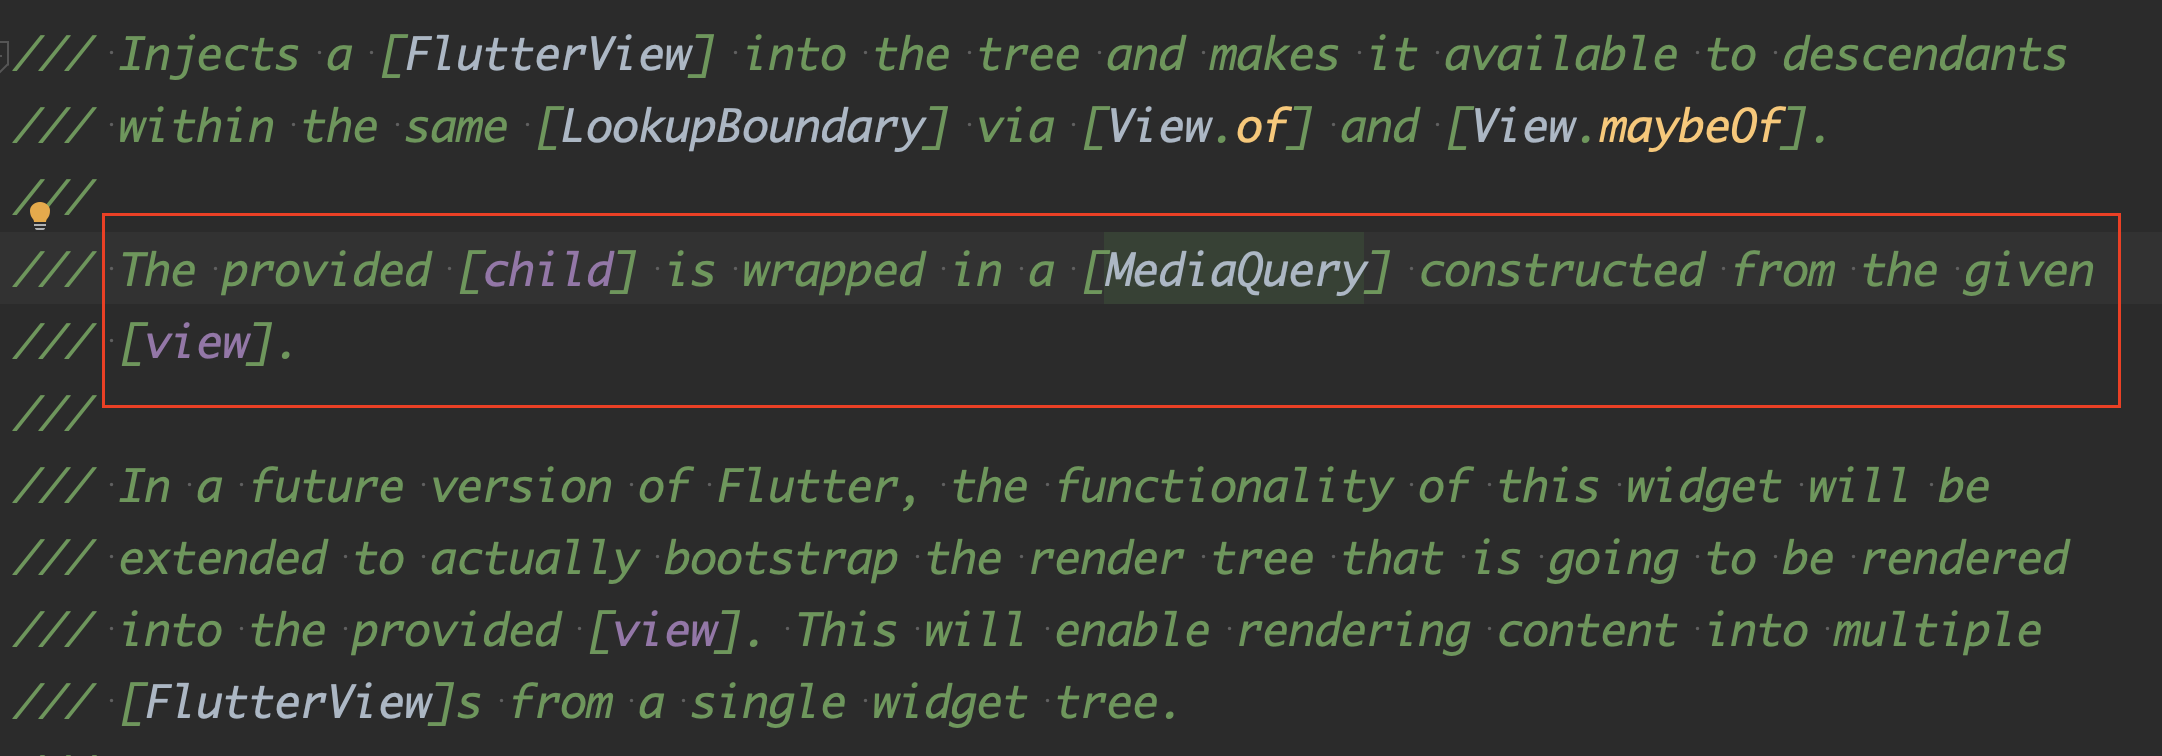 /// Injects a [FlutterView] into the tree and makes it available to descendants
/// within the same [LookupBoundary] via [View.of] and [View.maybeOf].
///
/// The provided [child] is wrapped in a [MediaQuery] constructed from the given
/// [view].
///
/// In a future version of Flutter, the functionality of this widget will be
/// extended to actually bootstrap the render tree that is going to be rendered
/// into the provided [view]. This will enable rendering content into multiple
/// [FlutterView]s from a single widget tree.